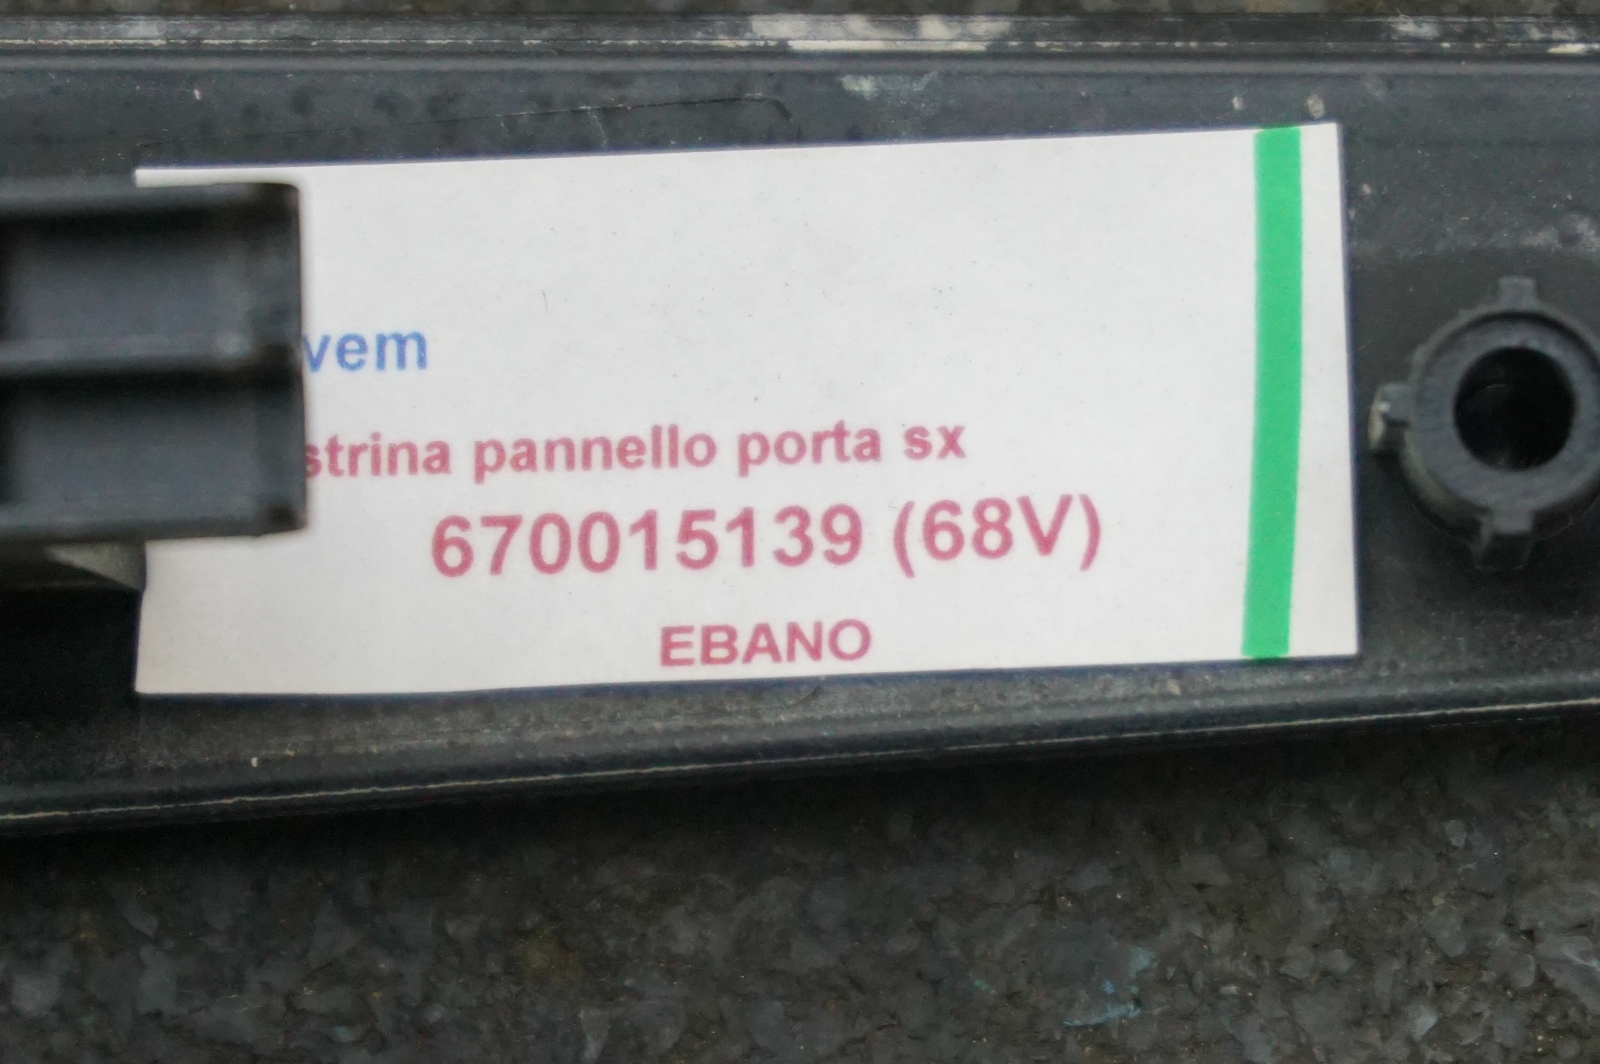 vem
strina pannello porta sx
670015139 (68V)
EBANO